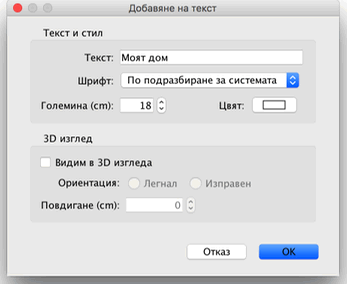 Добавяне на текст
Текст и стил
Текст: Моят дом
Шрифт: По подразбиране за системата
Големина (cm): 18 Цвят:
3D изглед
Видим в 3D изгледа
Ориентация: Легнал Изправен
Повдигане (cm): 0
Отказ OK